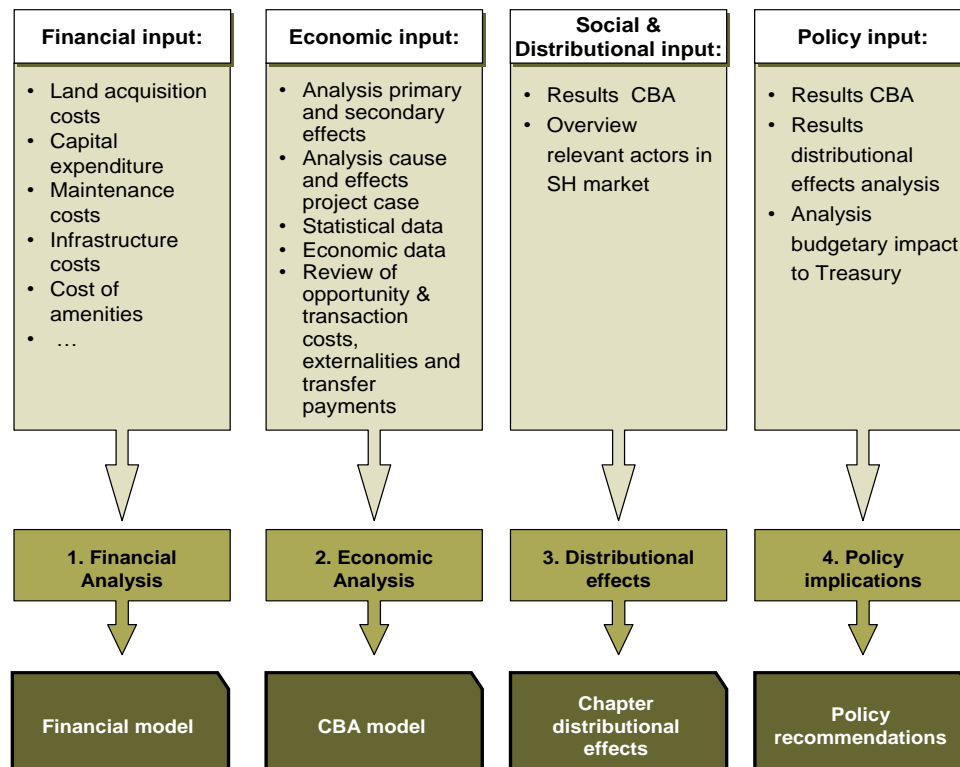 Financial input:
• Land acquisition
costs
• Capital
expenditure
• Maintenance
costs
• Infrastructure
costs
• Cost of
amenities
• …
1. Financial
Analysis
Financial model
Economic input:
• Analysis primary
and secondary
effects
• Analysis cause
and effects
project case
• Statistical data
• Economic data
• Review of
opportunity &
transaction
costs,
externalities and
transfer
payments
2. Economic
Analysis
CBA model
Social &
Distributional input:
• Results CBA
• Overview
relevant actors in
SH market
3. Distributional
effects
Chapter
distributional
effects
Policy input:
• Results CBA
• Results
distributional
effects analysis
• Analysis
budgetary impact
to Treasury
4. Policy
implications
Policy
recommendations